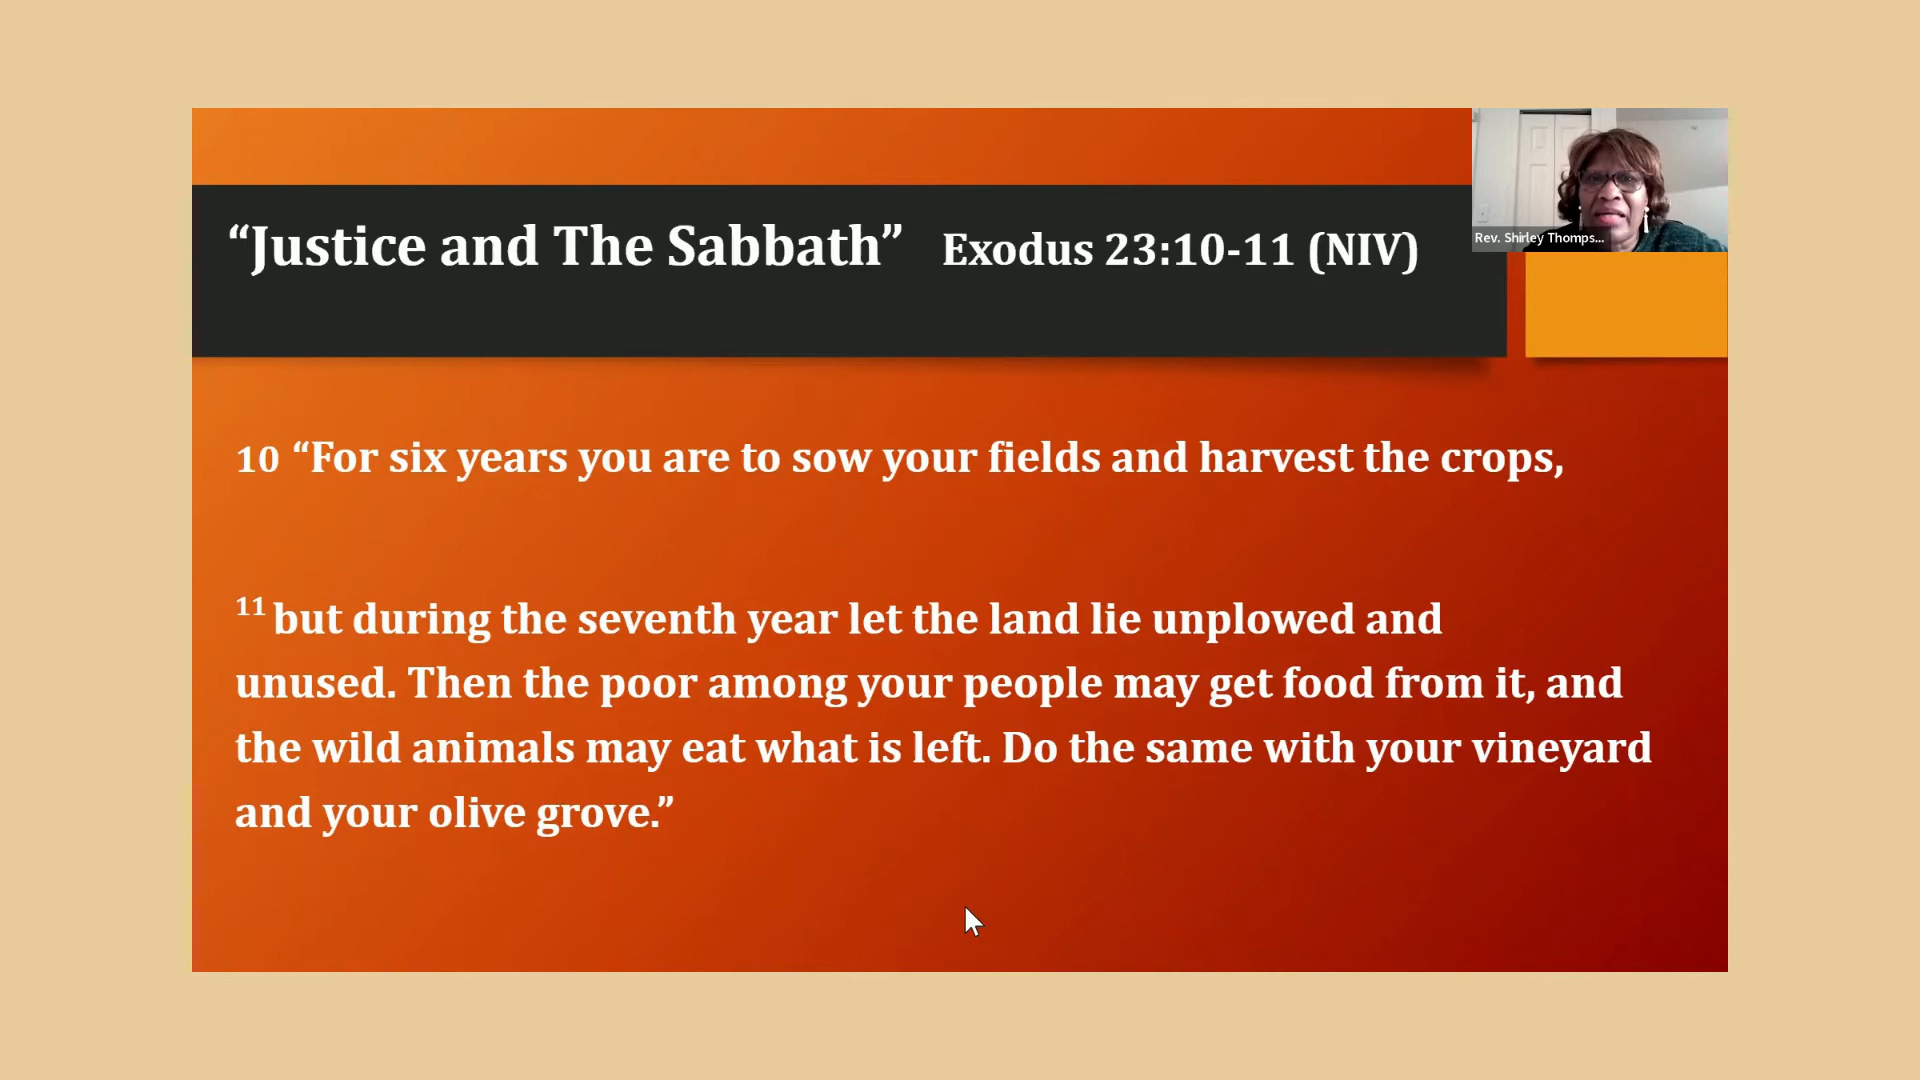 “Justice and The Sabbath” Exodus 23:10-11 (NIV)
Rev. Shirley Thomps...
10 “For six years you are to sow your fields and harvest the crops,
11 but during the seventh year let the land lie unplowed and
unused. Then the poor among your people may get food from it, and
the wild animals may eat what is left. Do the same with your vineyard
and your olive grove.”